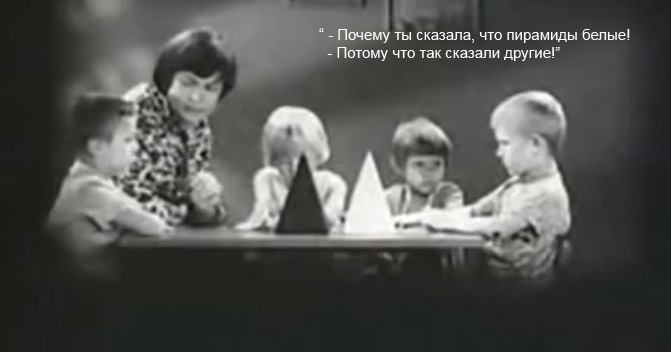 “ - Почему ты сказала, что пирамиды белые!
- Потому что так сказали другие!”